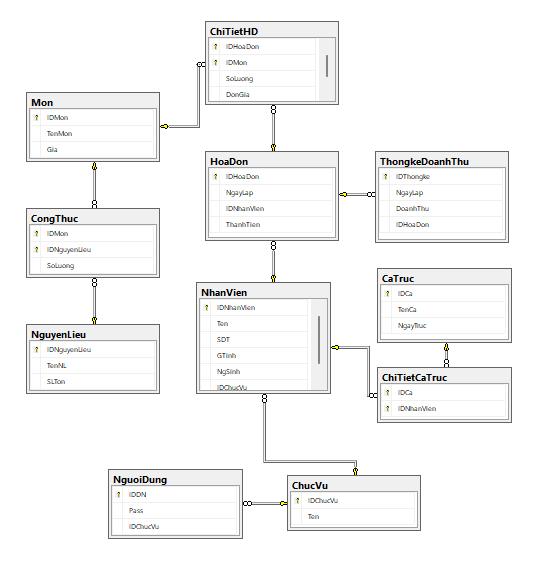 ChiTietHD
IDHoaDon
IDMon
SoLuong
DonGia
Mon
IDMon
TenMon
Gia
HoaDon
IDHoaDon
NgayLap
IDNhanVien
ThanhTien
ThongkeDoanhThu
IDThongke
NgayLap
DoanhThu
IDHoaDon
CongThuc
IDMon
IDNguyenLieu
SoLuong
NhanVien
IDNhanVien
Ten
SDT
GTinh
NgSinh
IDChucVu
CaTruc
IDCa
TenCa
NgayTruc
NguyenLieu
IDNguyenLieu
TenNL
SLTon
ChiTietCaTruc
IDCa
IDNhanVien
NguoiDung
IDDN
Pass
IDChucVu
ChucVu
IDChucVu
Ten